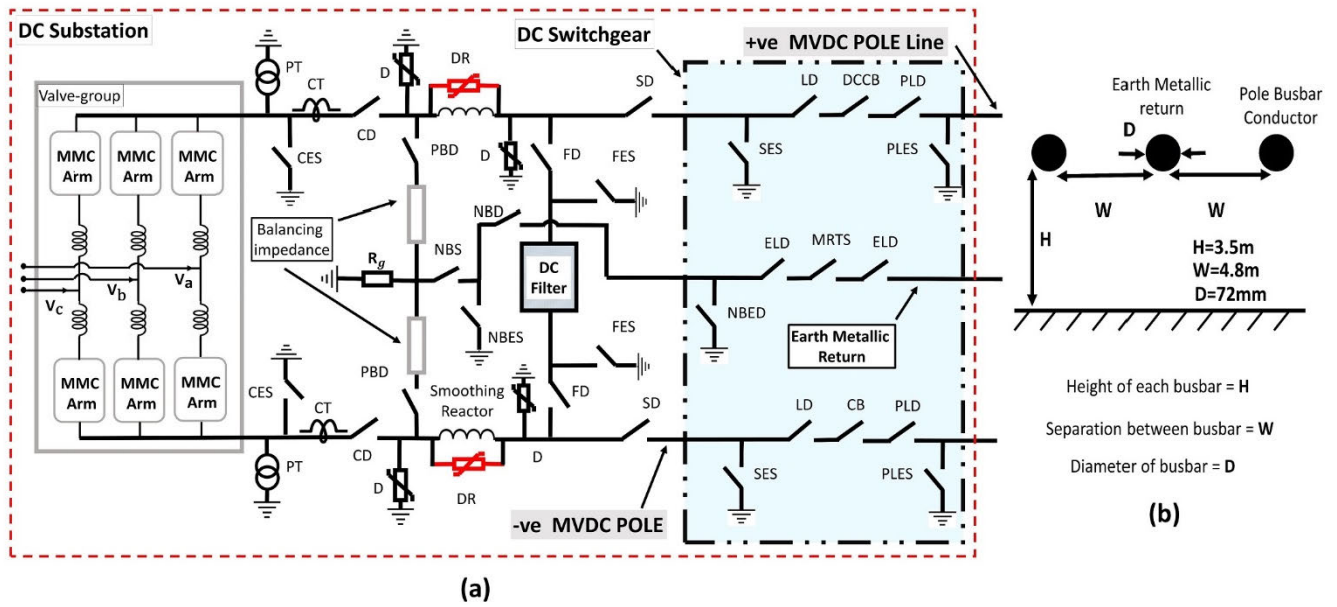 DC Substation
Valve-group
MMC
Arm
MMC
Arm
MMC
Arm
Va
Vb
Vc
MMC
Arm
MMC
Arm
MMC
Arm
PT
CT
CES
CD
D
DR
PBD
D
FD
FES
SD
Balancing
impedance
Rg
NBS
NBD
NBES
DC
Filter
FES
FD
PBD
Smoothing
Reactor
CES
CT
PT
CD
D
DR
D
SD
-ve MVDC POLE
DC Switchgear
+ve MVDC POLE Line
LD
DCCB
PLD
SES
PLES
ELD
MRTS
ELD
NBED
Earth Metallic
Return
LD
CB
PLD
SES
PLES
(a)
Earth Metallic
return
Pole Busbar
Conductor
D
W
W
H
H=3.5m
W=4.8m
D=72mm
Height of each busbar = H
Separation between busbar = W
Diameter of busbar = D
(b)